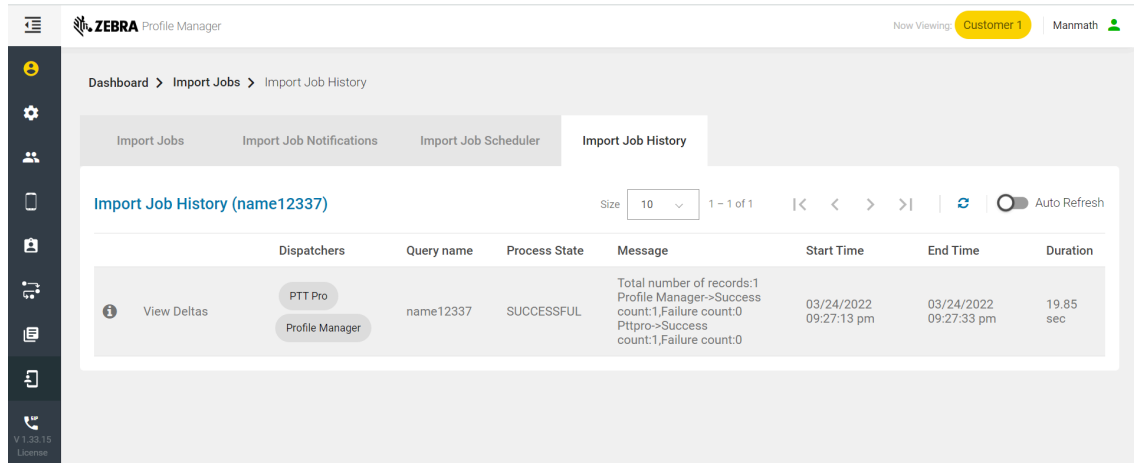 ZEBRA Profile Manager
Now Viewing: Customer 1 Manmath
Dashboard Import Jobs Import Job History
Import Jobs Import Job Notifications Import Job Scheduler Import Job History
Import Job History (name12337) Size 10 1 – 1 of 1 Auto Refresh
Dispatchers Query name Process State Message Start Time End Time Duration
View Deltas
PTT Pro
Profile Manager
name12337
SUCCESSFUL
Total number of records:1
Profile Manager->Success
count:1,Failure count:0
Pttpro->Success
count:1,Failure count:0
03/24/2022
09:27:13 pm
03/24/2022
09:27:33 pm
19.85
sec
V 1.33.15
License